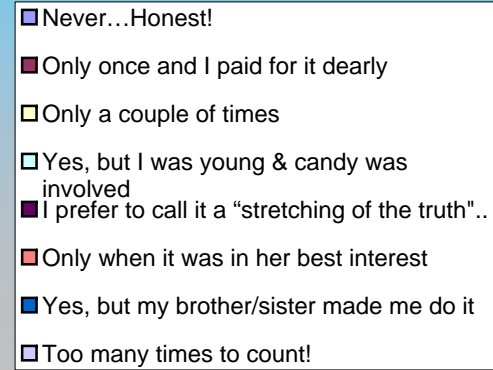 Never…Honest!
Only once and I paid for it dearly
Only a couple of times
Yes, but I was young & candy was
involved
I prefer to call it a “stretching of the truth"..
Only when it was in her best interest
Yes, but my brother/sister made me do it
Too many times to count!